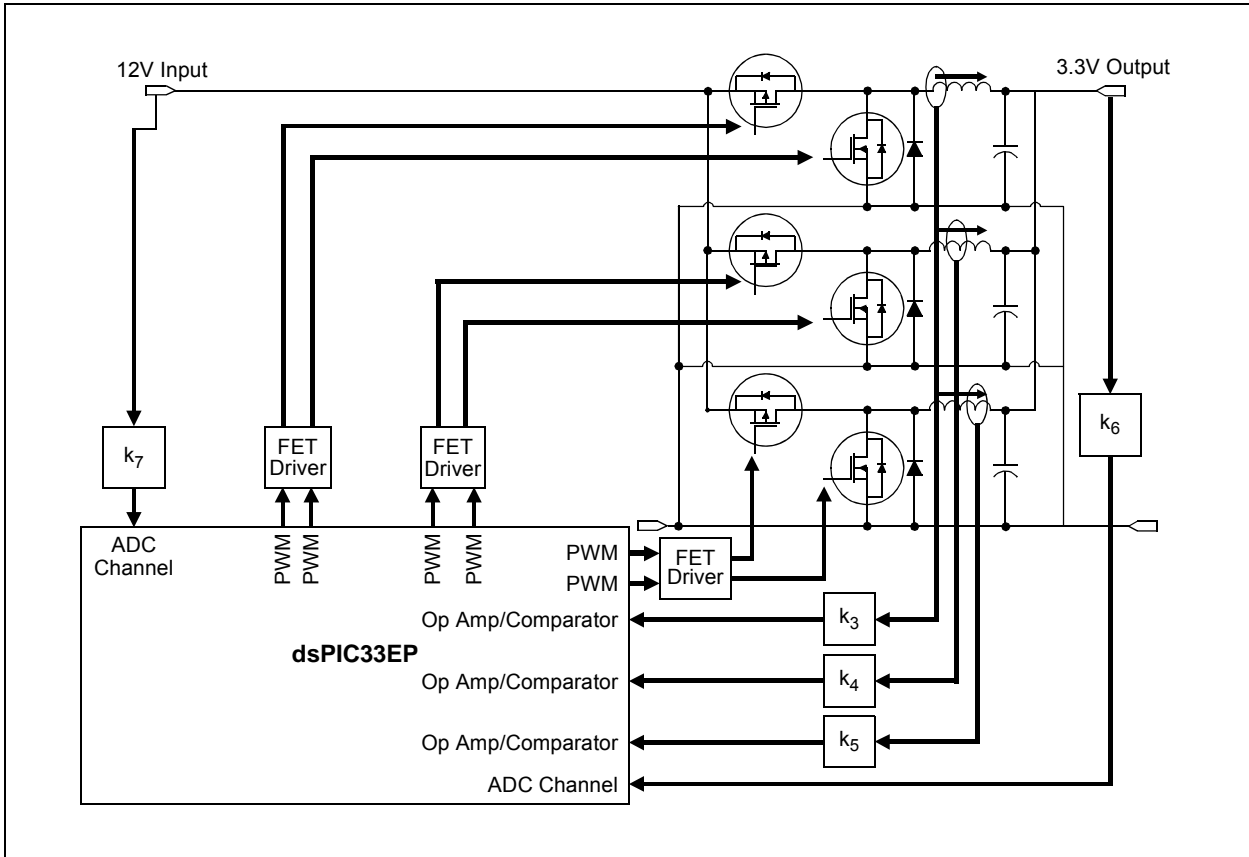 12V Input
3.3V Output
k7
FET
Driver
FET
Driver
k6
ADC
Channel
PWM
PWM
PWM
PWM
PWM
PWM
FET
Driver
Op Amp/Comparator
k3
dsPIC33EP
Op Amp/Comparator
k4
Op Amp/Comparator
k5
ADC Channel